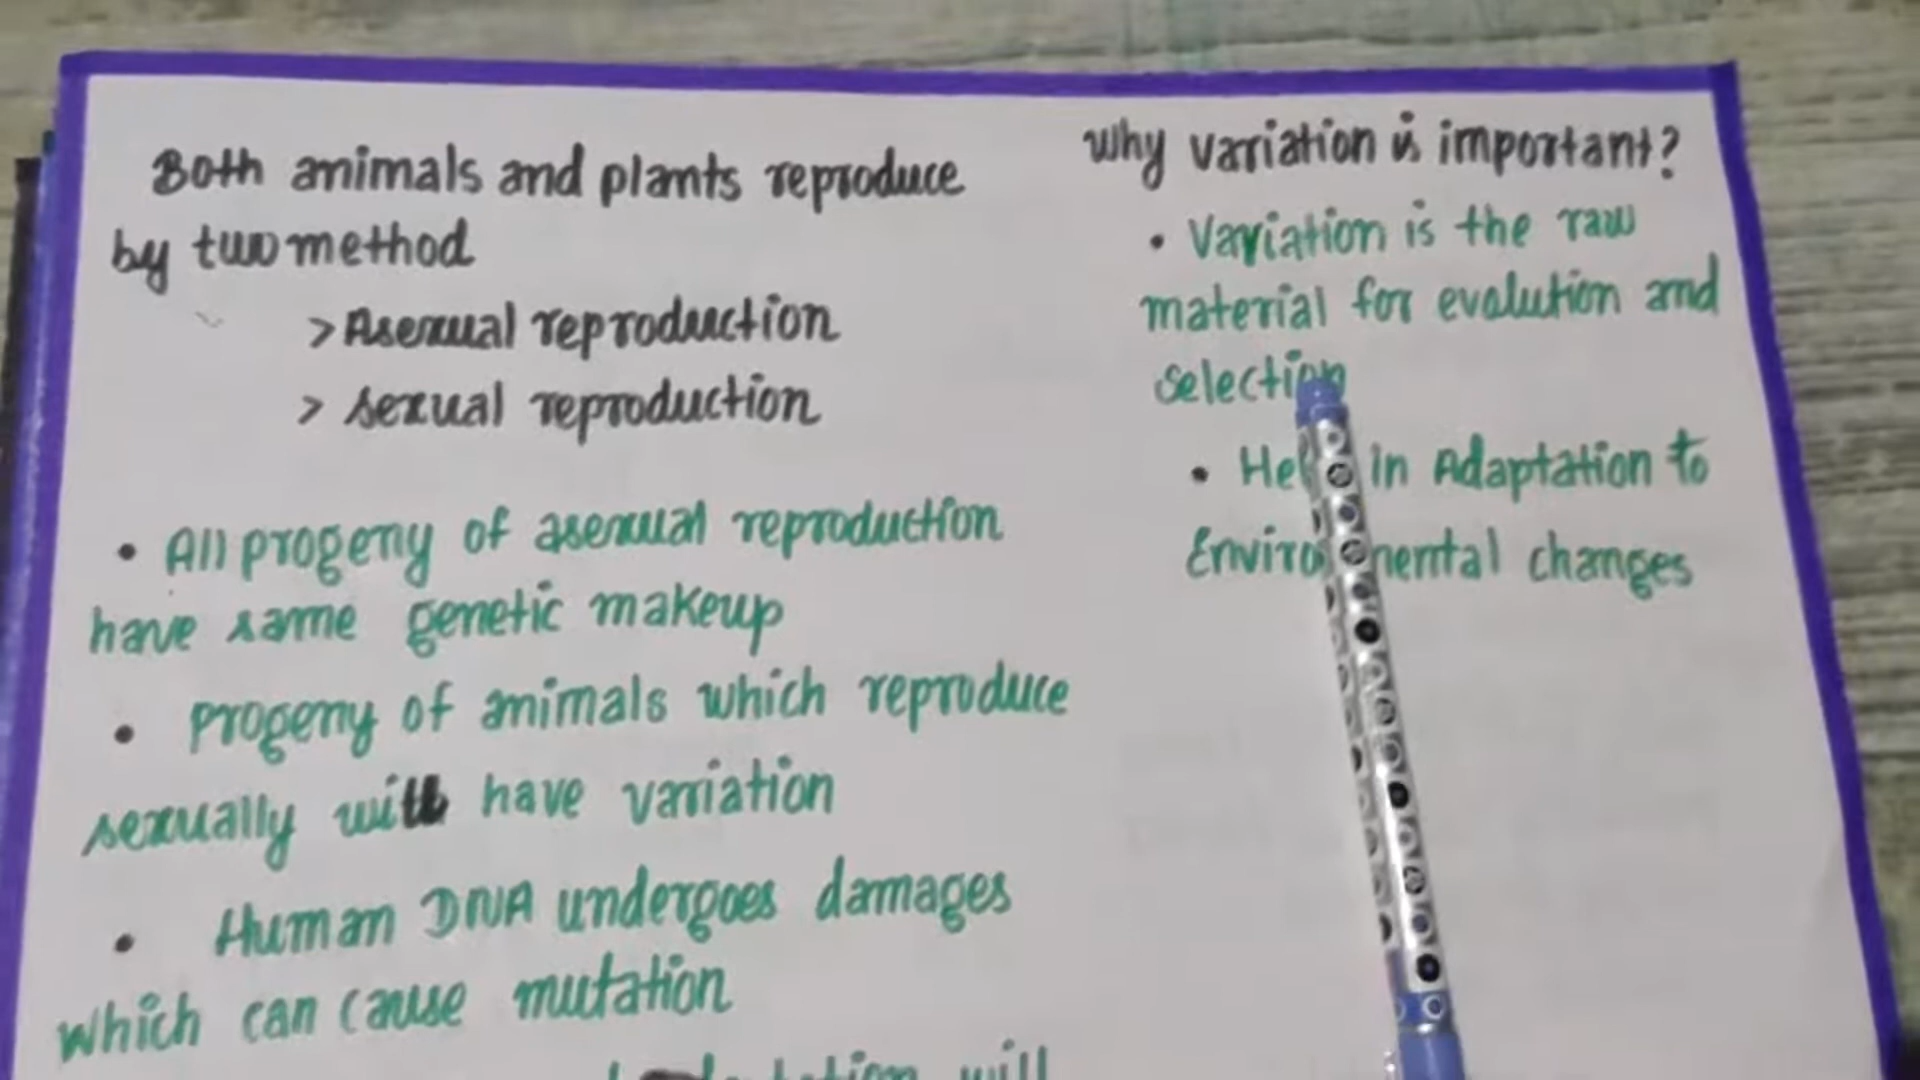 Both animals and plants reproduce
by two method
> Asexual reproduction
> sexual reproduction
• All progeny of asexual reproduction
have same genetic makeup
• progeny of animals which reproduce
sexually will have variation
• Human DNA undergoes damages
which can cause mutation
will
why variation is important?
• Variation is the raw
material for evolution and
selection
• in Adaptation to
changes